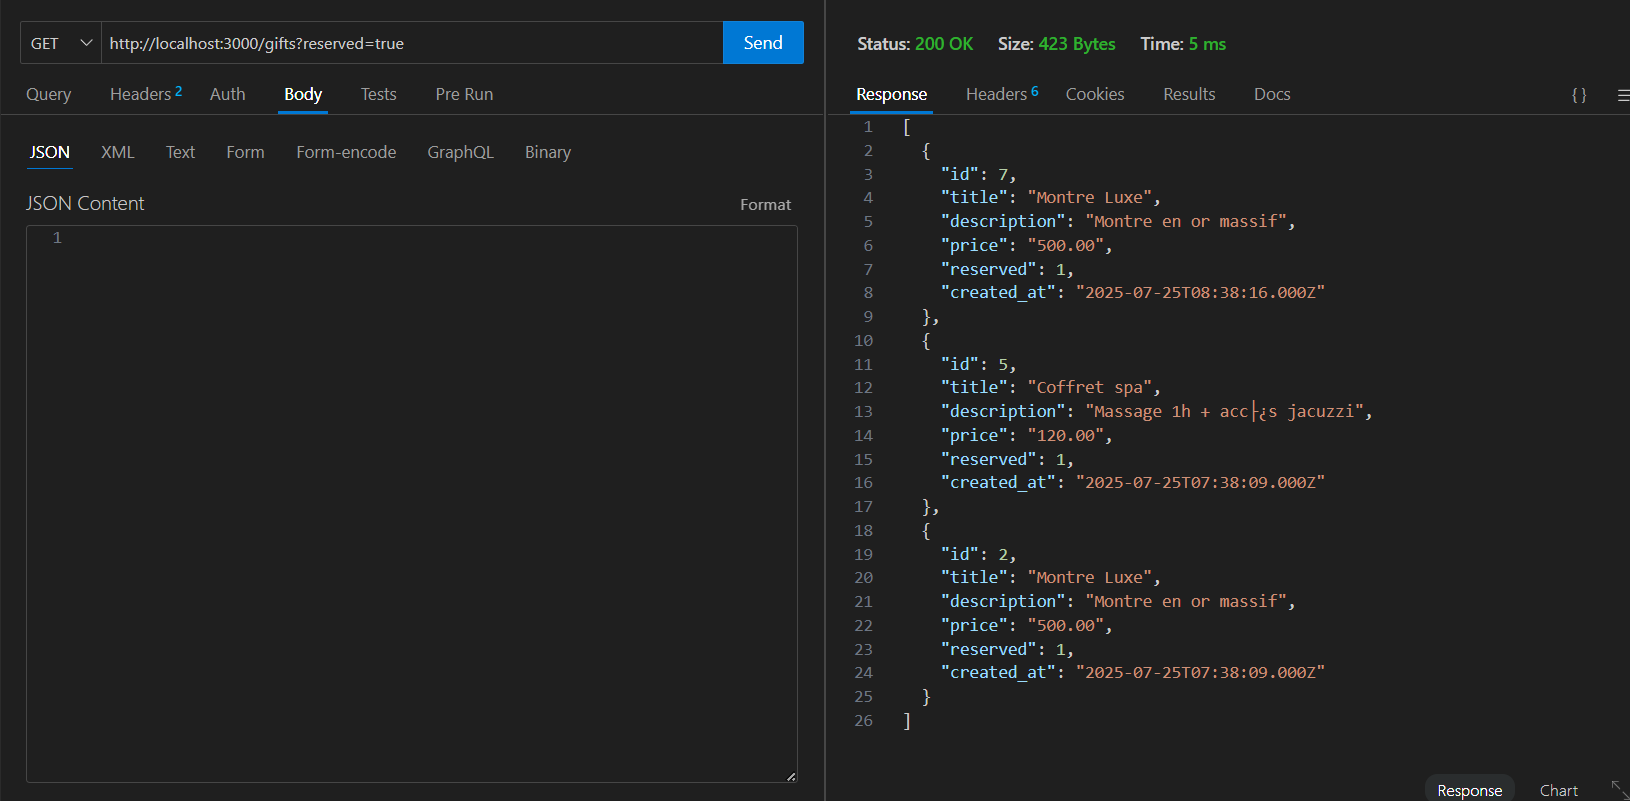 GET http://localhost:3000/gifts?reserved=true Send
Query Headers 2 Auth Body Tests Pre Run
JSON XML Text Form Form-encode GraphQL Binary
JSON Content Format
1
Status: 200 OK Size: 423 Bytes Time: 5 ms
Response Headers 6 Cookies Results Docs { }
1 [
2 {
3 "id": 7,
4 "title": "Montre Luxe",
5 "description": "Montre en or massif",
6 "price": "500.00",
7 "reserved": 1,
8 "created_at": "2025-07-25T08:38:16.000Z"
9 },
10 {
11 "id": 5,
12 "title": "Coffret spa",
13 "description": "Massage 1h + acc├¿s jacuzzi",
14 "price": "120.00",
15 "reserved": 1,
16 "created_at": "2025-07-25T07:38:09.000Z"
17 },
18 {
19 "id": 2,
20 "title": "Montre Luxe",
21 "description": "Montre en or massif",
22 "price": "500.00",
23 "reserved": 1,
24 "created_at": "2025-07-25T07:38:09.000Z"
25 }
26 ]
Response Chart